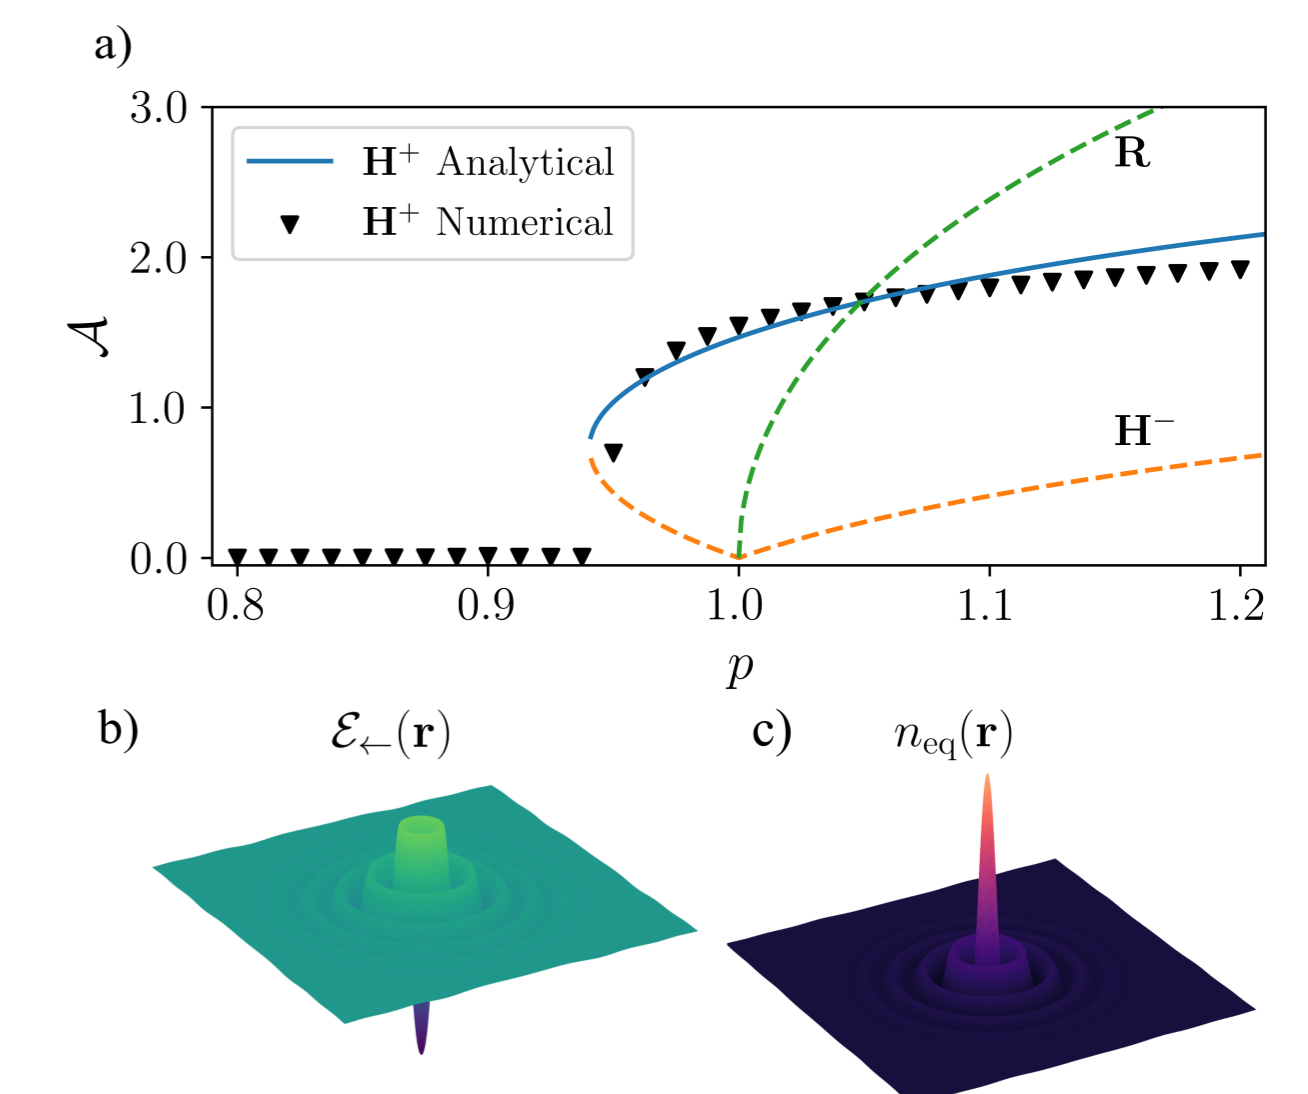 a)
3.0
H⁺ Analytical
R
H⁺ Numerical
2.0
𝒜
1.0
H⁻
0.0
0.8 0.9 1.0 1.1 1.2
p
b) ℰ←(r) c) n_eq(r)